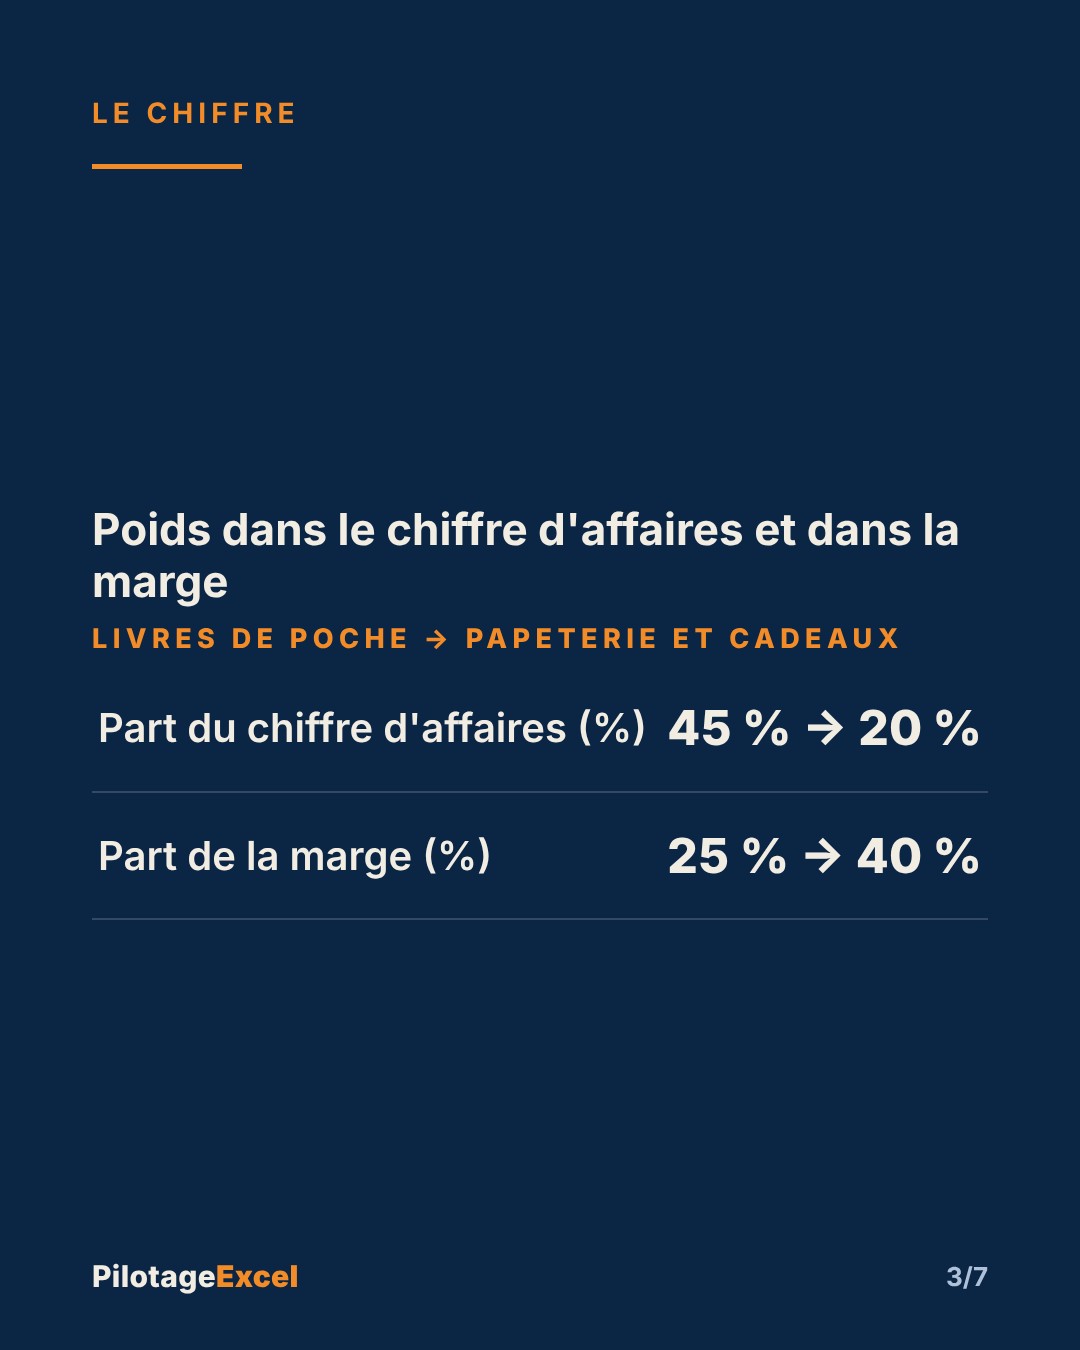 LE CHIFFRE
Poids dans le chiffre d'affaires et dans la
marge
LIVRES DE POCHE → PAPETERIE ET CADEAUX
Part du chiffre d'affaires (%) 45 % → 20 %
Part de la marge (%) 25 % → 40 %
PilotageExcel 3/7